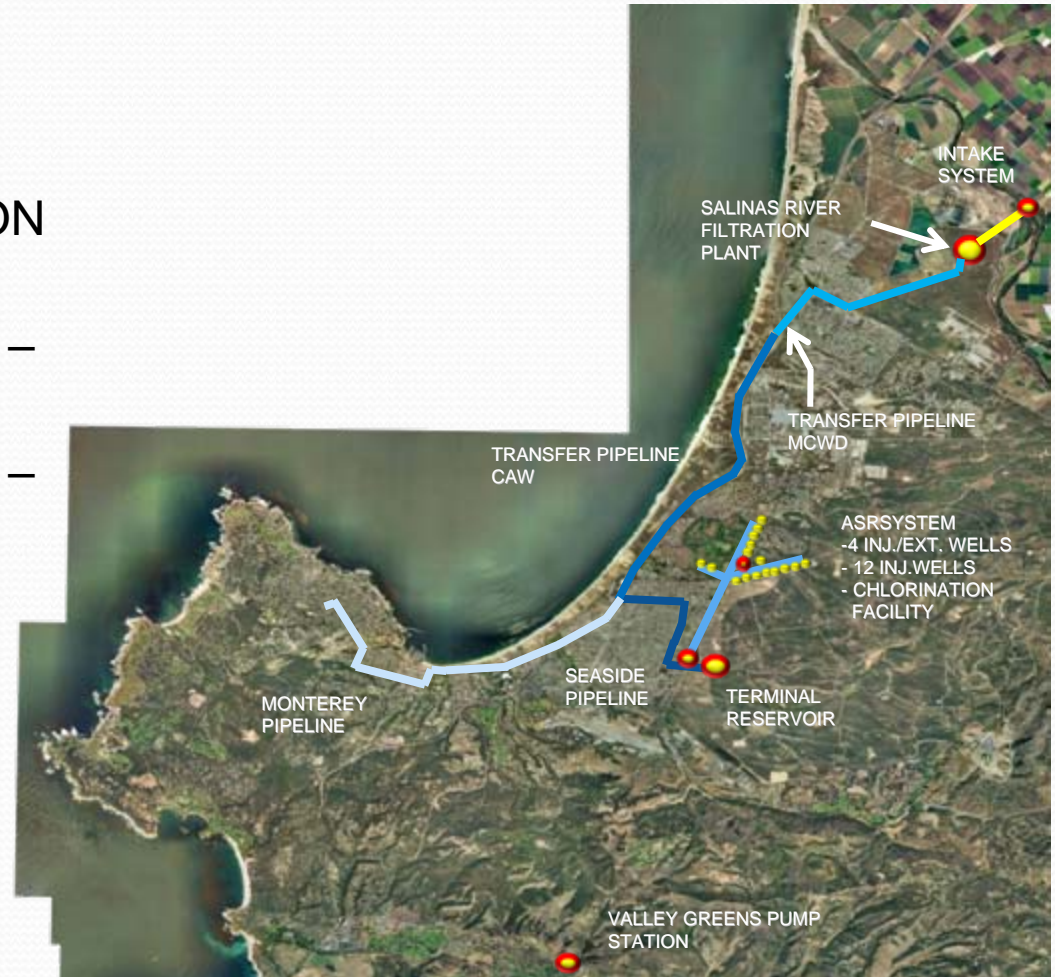 ON
–
–
INTAKE
SYSTEM
SALINAS RIVER
FILTRATION
PLANT
TRANSFER PIPELINE
MCWD
TRANSFER PIPELINE
CAW
ASRSYSTEM
-4 INJ./EXT. WELLS
- 12 INJ.WELLS
- CHLORINATION
FACILITY
SEASIDE
PIPELINE
MONTEREY
PIPELINE
TERMINAL
RESERVOIR
VALLEY GREENS PUMP
STATION